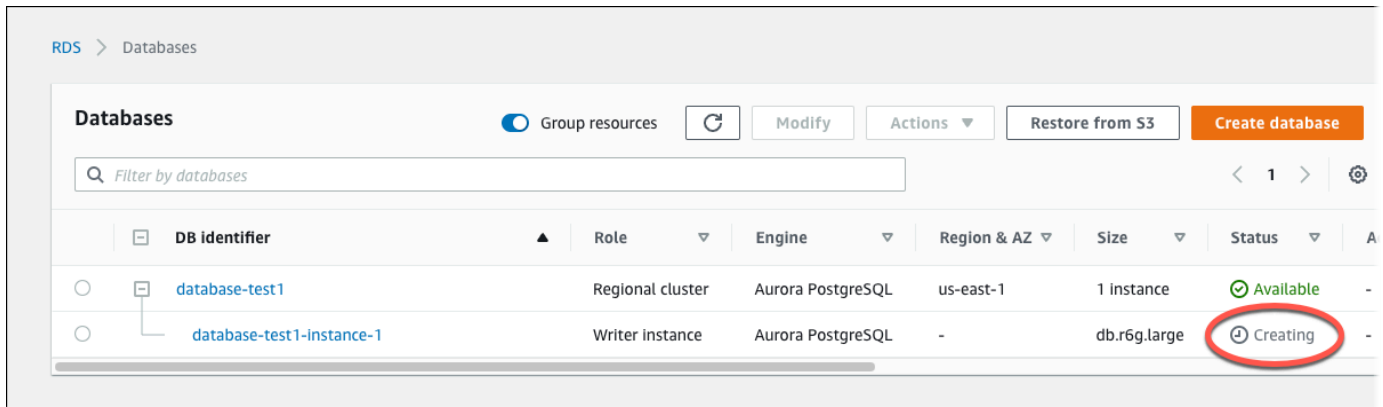 RDS > Databases
Databases Group resources Modify Actions Restore from S3 Create database
Filter by databases < 1 >
DB identifier Role Engine Region & AZ Size Status
database-test1 Regional cluster Aurora PostgreSQL us-east-1 1 instance Available -
database-test1-instance-1 Writer instance Aurora PostgreSQL - db.r6g.large Creating -